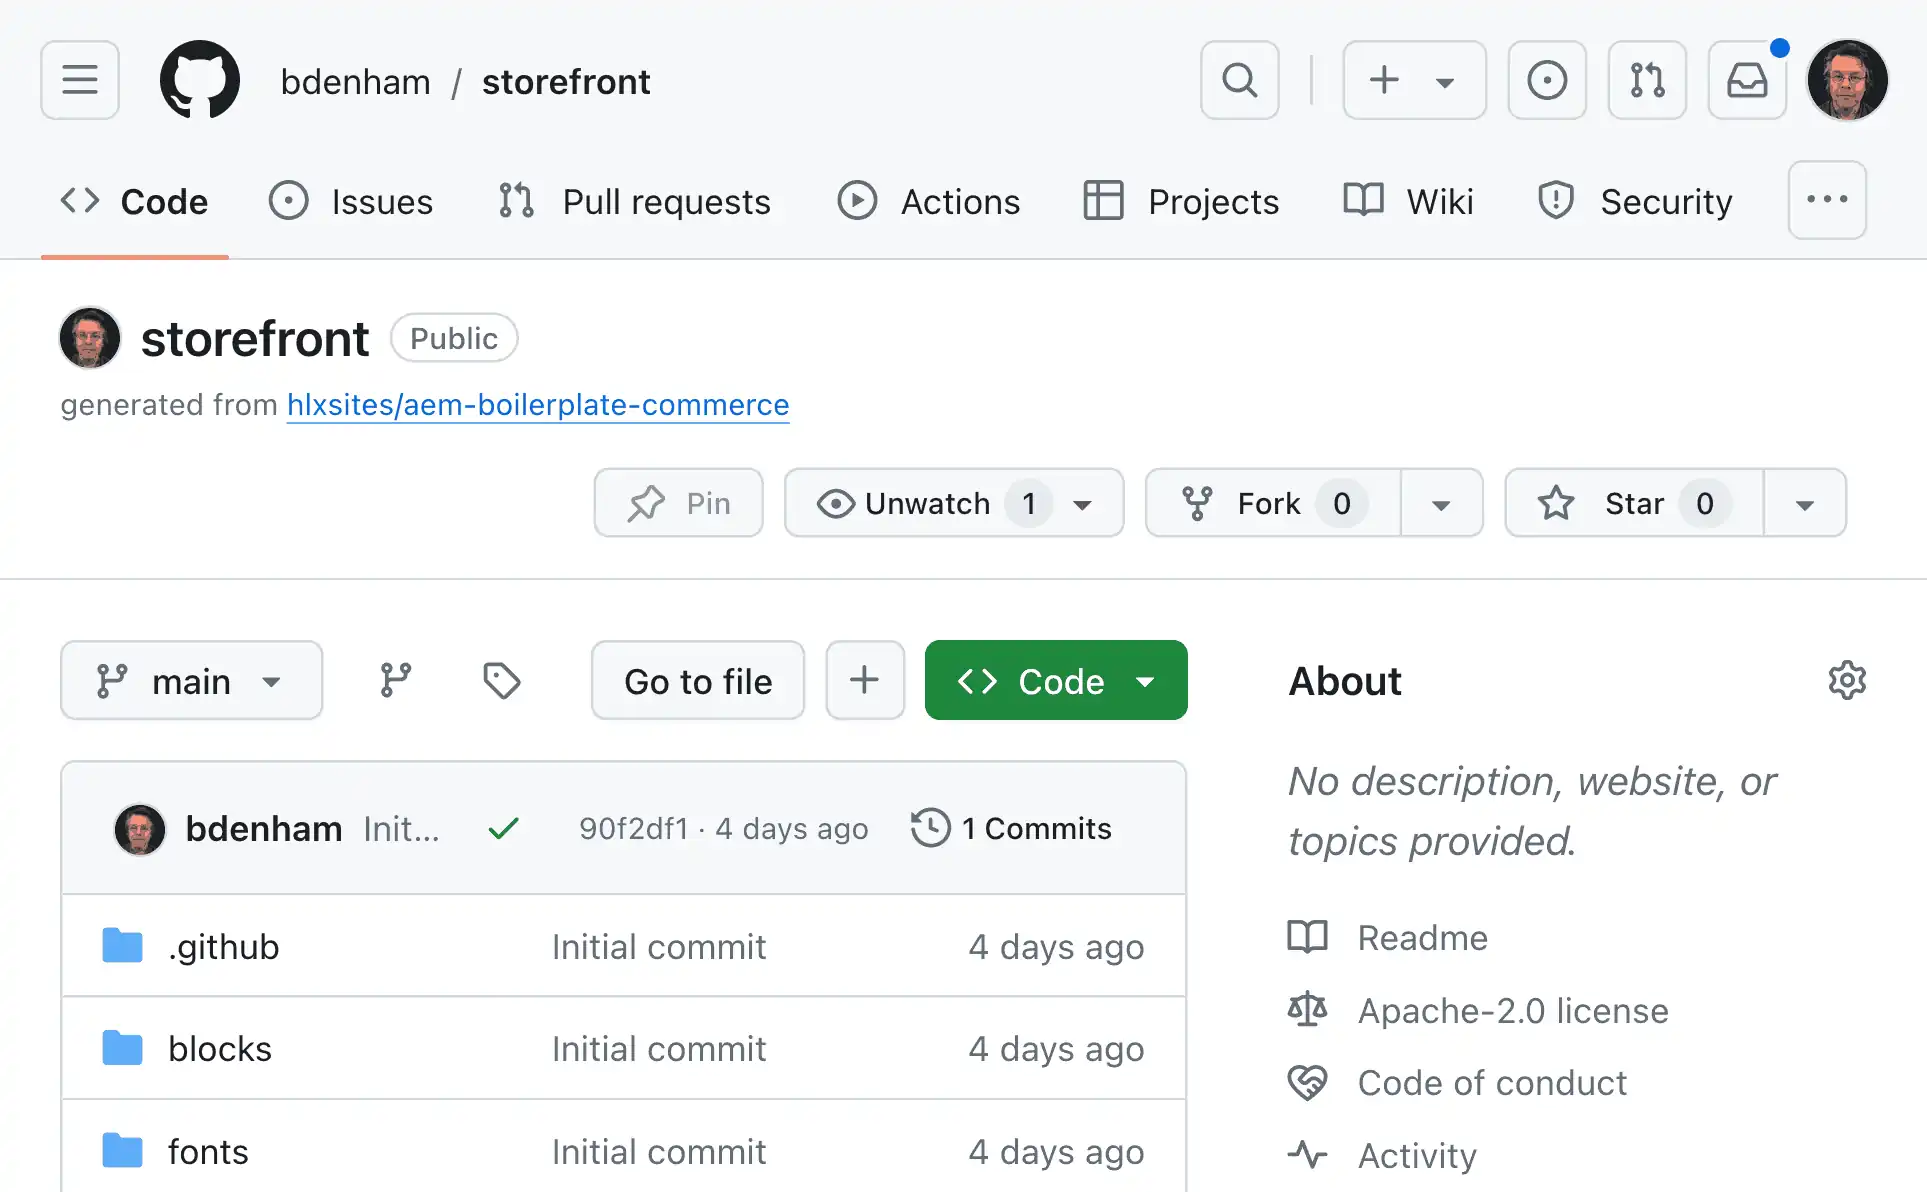 bdenham / storefront
Code Issues Pull requests Actions Projects Wiki Security
storefront Public
generated from hlxsites/aem-boilerplate-commerce
Pin Unwatch 1 Fork 0 Star 0
main Go to file Code
bdenham Init... 90f2df1 · 4 days ago 1 Commits
.github Initial commit 4 days ago
blocks Initial commit 4 days ago
fonts Initial commit 4 days ago
About
No description, website, or
topics provided.
Readme
Apache-2.0 license
Code of conduct
Activity